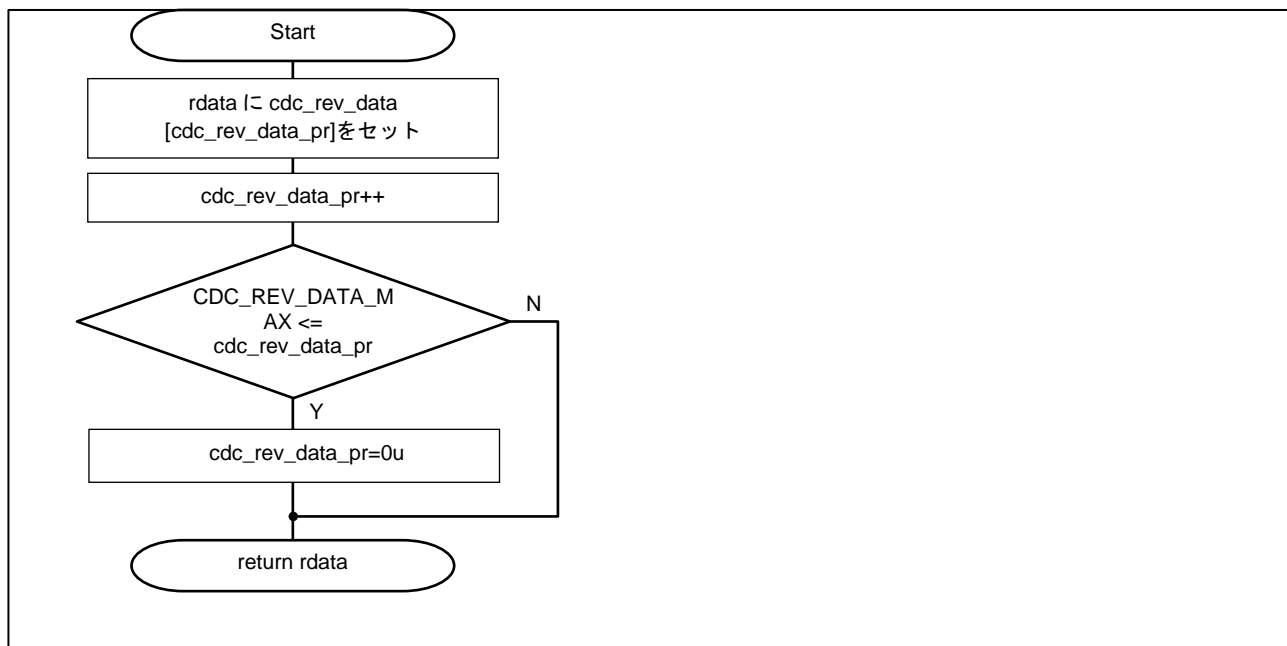 Start
rdata に cdc_rev_data
[cdc_rev_data_pr]をセット
cdc_rev_data_pr++
CDC_REV_DATA_M
AX <=
cdc_rev_data_pr
N
Y
cdc_rev_data_pr=0u
return rdata